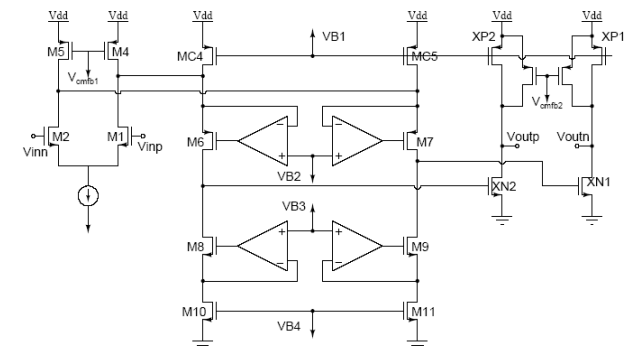 Vdd Vdd Vdd Vdd Vdd Vdd
M5 M4 MC4 VB1 MC5 XP2 XP1
Vcmfb1 Vcmfb2
M2 M1 M6 - - M7 Voutp Voutn
Vinn Vinp + +
VB2
XN2 XN1
VB3
M8 + + M9
- -
M10 M11
VB4